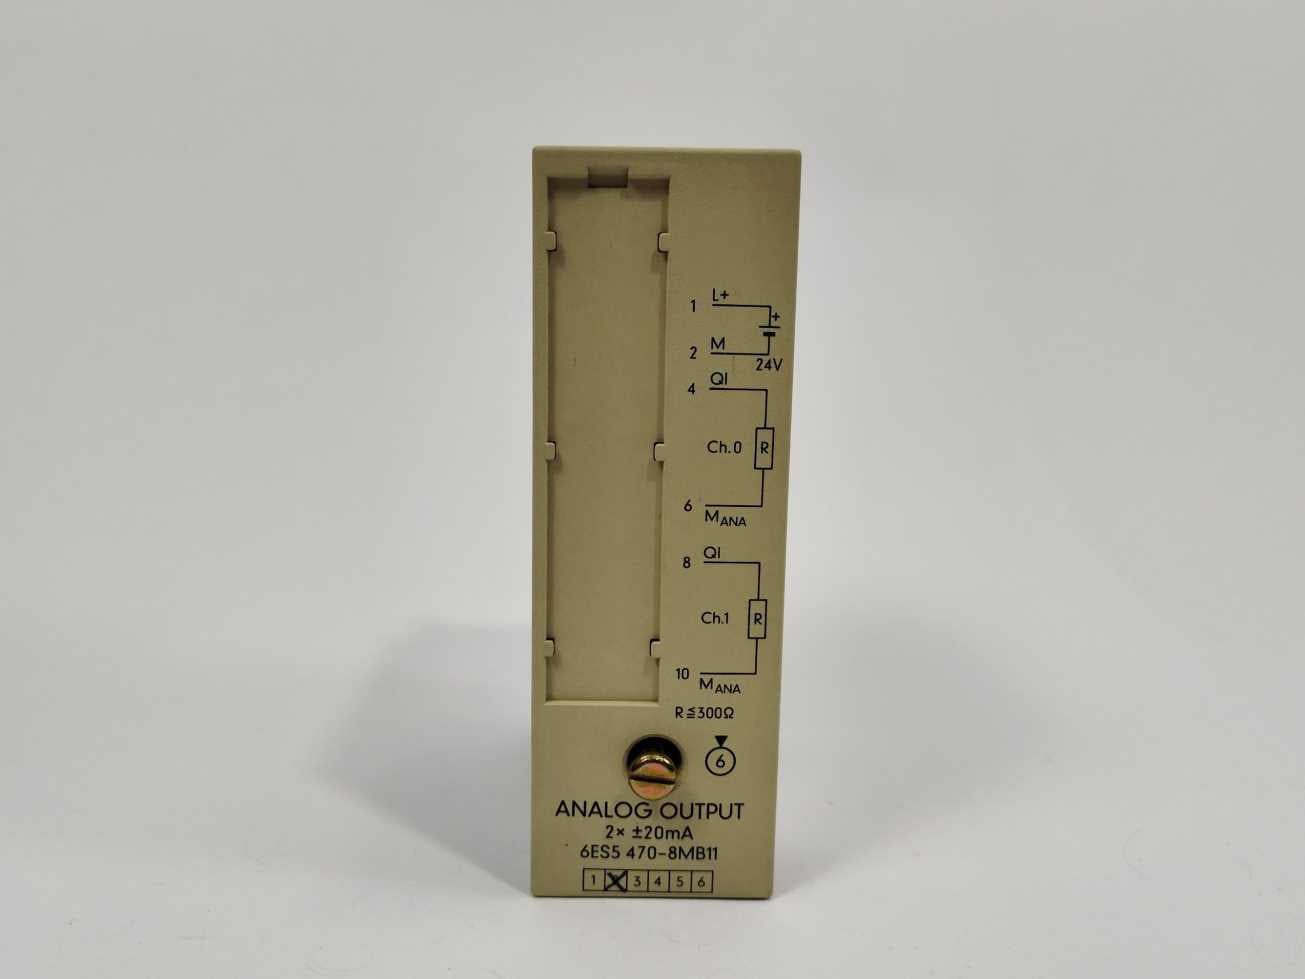 1 L+
+
2 M
24V
4 QI
Ch.0 R
6 MANA
8 QI
Ch.1 R
10 MANA
R≦300Ω
6
ANALOG OUTPUT
2× ±20mA
6ES5 470-8MB11
1 3 4 5 6